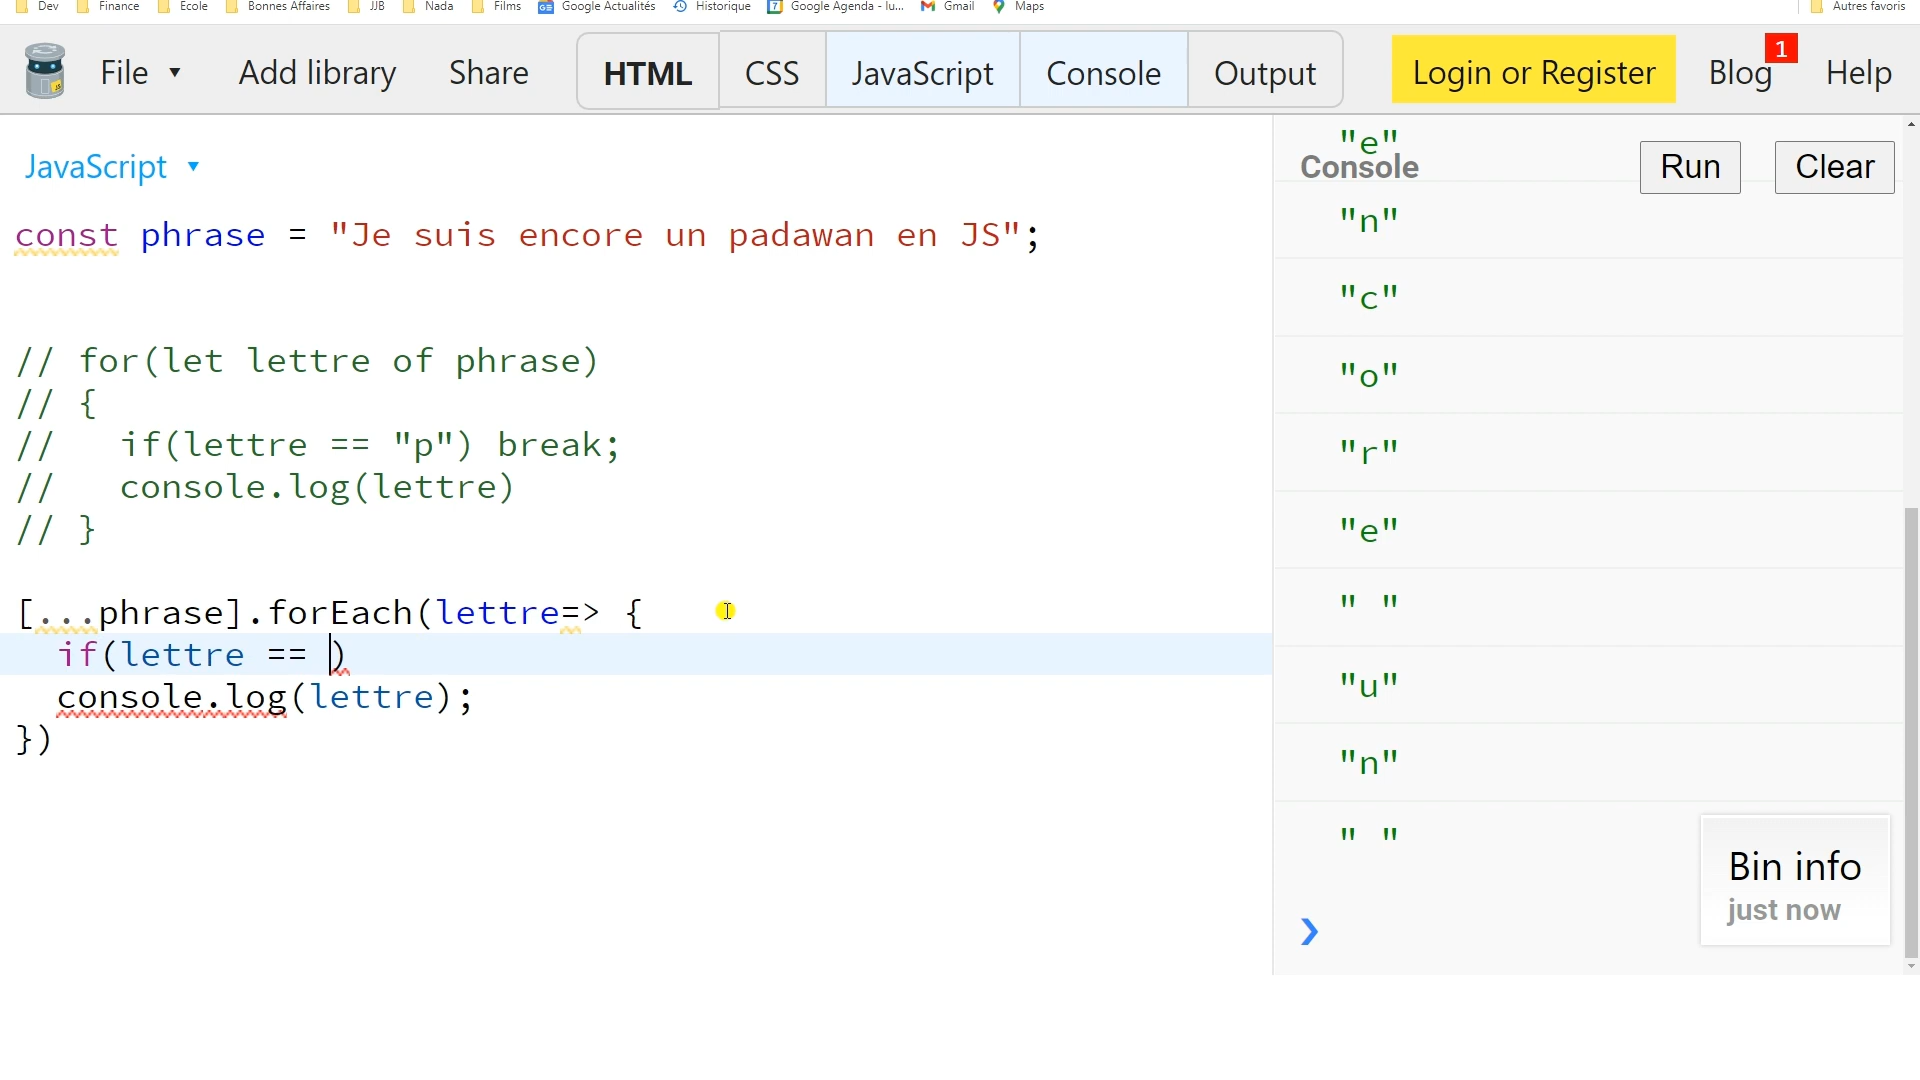 Dev Finance Ecole Bonnes Affaires JJB Nada Films Google Actualités Historique Google Agenda - lu... Gmail Maps Autres favoris
File Add library Share HTML CSS JavaScript Console Output Login or Register Blog 1 Help
JavaScript
const phrase = "Je suis encore un padawan en JS";
// for(let lettre of phrase)
// {
//   if(lettre == "p") break;
//   console.log(lettre)
// }
[...phrase].forEach(lettre=> {
  if(lettre == )
  console.log(lettre);
})
"e"
Console Run Clear
"n"
"c"
"o"
"r"
"e"
" "
"u"
"n"
" "
Bin info
just now